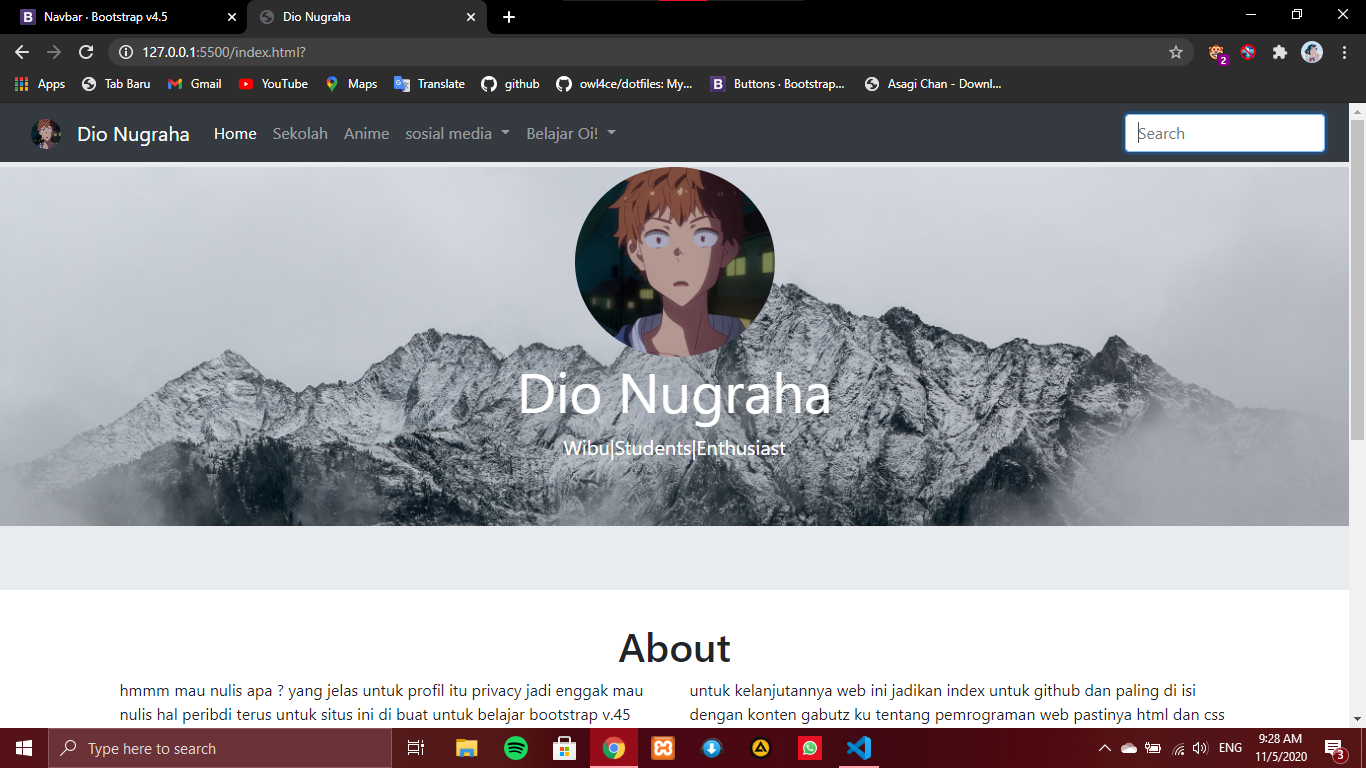 Navbar · Bootstrap v4.5
Dio Nugraha
127.0.0.1:5500/index.html?
2
Apps
Tab Baru
Gmail
YouTube
Maps
Translate
github
owl4ce/dotfiles: My...
Buttons · Bootstrap...
Asagi Chan - Downl...
Dio Nugraha
Home
Sekolah
Anime
sosial media
Belajar Oi!
Search
Dio Nugraha
Wibu|Students|Enthusiast
About
hmmm mau nulis apa ? yang jelas untuk profil itu privacy jadi enggak mau
nulis hal peribdi terus untuk situs ini di buat untuk belajar bootstrap v.45
untuk kelanjutannya web ini jadikan index untuk github dan paling di isi
dengan konten gabutz ku tentang pemrograman web pastinya html dan css
Type here to search
ENG
9:28 AM
11/5/2020
3